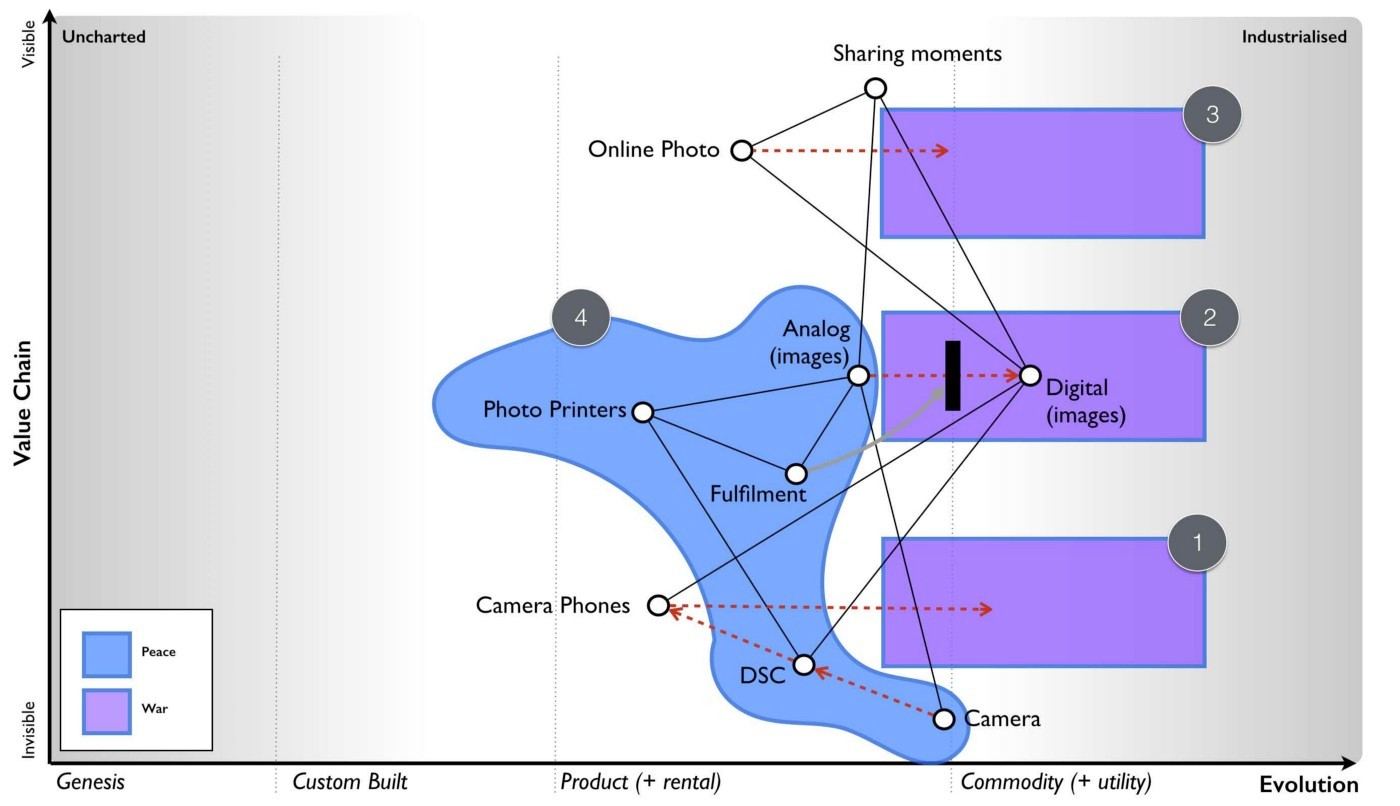 Visible
Uncharted
Industrialised
Sharing moments
3
Online Photo
4
2
Analog
(images)
Digital
(images)
Value Chain
Photo Printers
Fulfilment
1
Camera Phones
DSC
Camera
Peace
War
Invisible
Genesis
Custom Built
Product (+ rental)
Commodity (+ utility)
Evolution